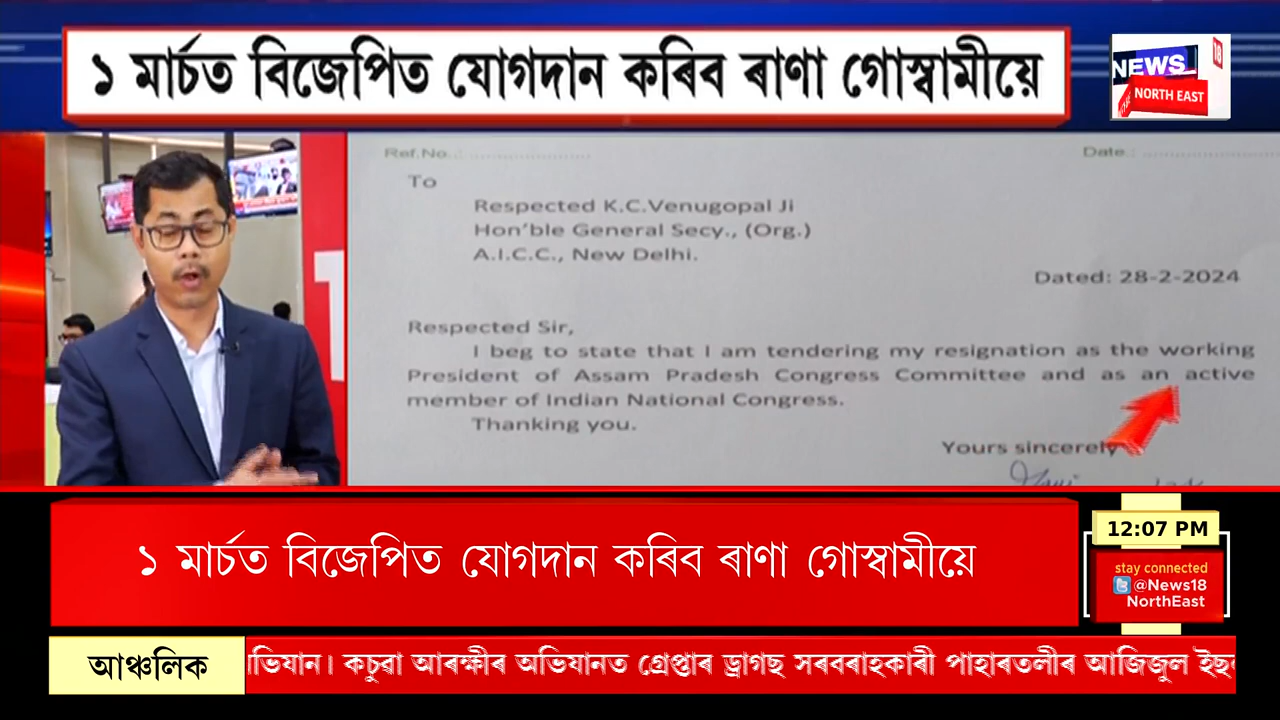 ১ মাৰ্চত বিজেপিত যোগদান কৰিব ৰাণা গোস্বামীয়ে
NEWS 18
NORTH EAST
Ref.No. ..............................
Date : ..............................
To
Respected K.C.Venugopal Ji
Hon'ble General Secy., (Org.)
A.I.C.C., New Delhi.
Dated: 28-2-2024
Respected Sir,
I beg to state that I am tendering my resignation as the working
President of Assam Pradesh Congress Committee and as an active
member of Indian National Congress.
Thanking you.
Yours sincerely
১ মাৰ্চত বিজেপিত যোগদান কৰিব ৰাণা গোস্বামীয়ে
12:07 PM
stay connected
@News18
NorthEast
আঞ্চলিক
ভিযান। কচুৱা আৰক্ষীৰ অভিযানত গ্ৰেপ্তাৰ ড্ৰাগছ সৰবৰাহকাৰী পাহাৰতলীৰ আজিজুল ইছ